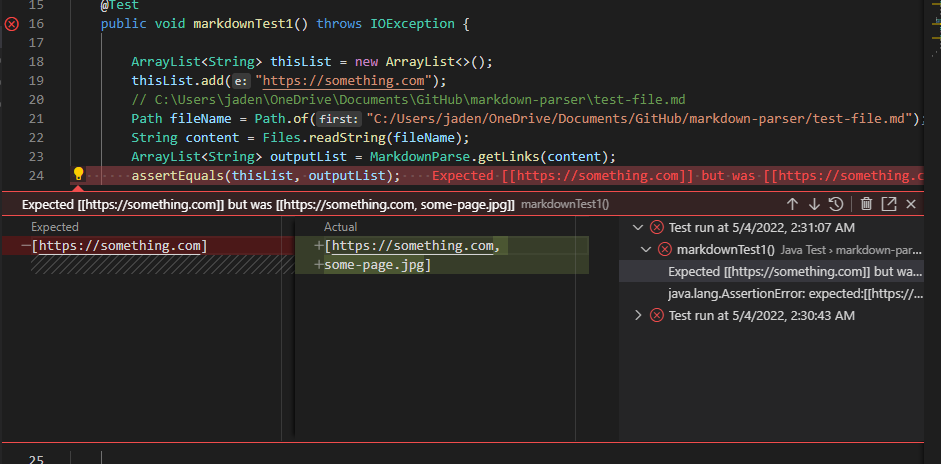 15 @Test
16 public void markdownTest1() throws IOException {
17
18 ArrayList<String> thisList = new ArrayList<>();
19 thisList.add(e: "https://something.com");
20 // C:\Users\jaden\OneDrive\Documents\GitHub\markdown-parser\test-file.md
21 Path fileName = Path.of(first: "C:/Users/jaden/OneDrive/Documents/GitHub/markdown-parser/test-file.md");
22 String content = Files.readString(fileName);
23 ArrayList<String> outputList = MarkdownParse.getLinks(content);
24 assertEquals(thisList, outputList); Expected [[https://something.com]] but was [[https://something.c
Expected [[https://something.com]] but was [[https://something.com, some-page.jpg]] markdownTest1()
Expected
−[https://something.com]
Actual
+[https://something.com,
+some-page.jpg]
Test run at 5/4/2022, 2:31:07 AM
markdownTest1() Java Test › markdown-par...
Expected [[https://something.com]] but wa...
java.lang.AssertionError: expected:[[https://...
Test run at 5/4/2022, 2:30:43 AM
25